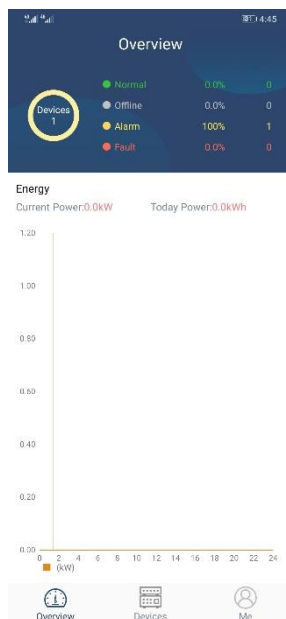 4:45
Overview
Devices
1
Normal 0.0% 0
Offline 0.0% 0
Alarm 100% 1
Fault 0.0% 0
Energy
Current Power:0.0kW Today Power:0.0kWh
1.20
1.00
0.80
0.60
0.40
0.20
0.00
0 2 4 6 8 10 12 14 16 18 20 22 24
(kW)
Overview Devices Me